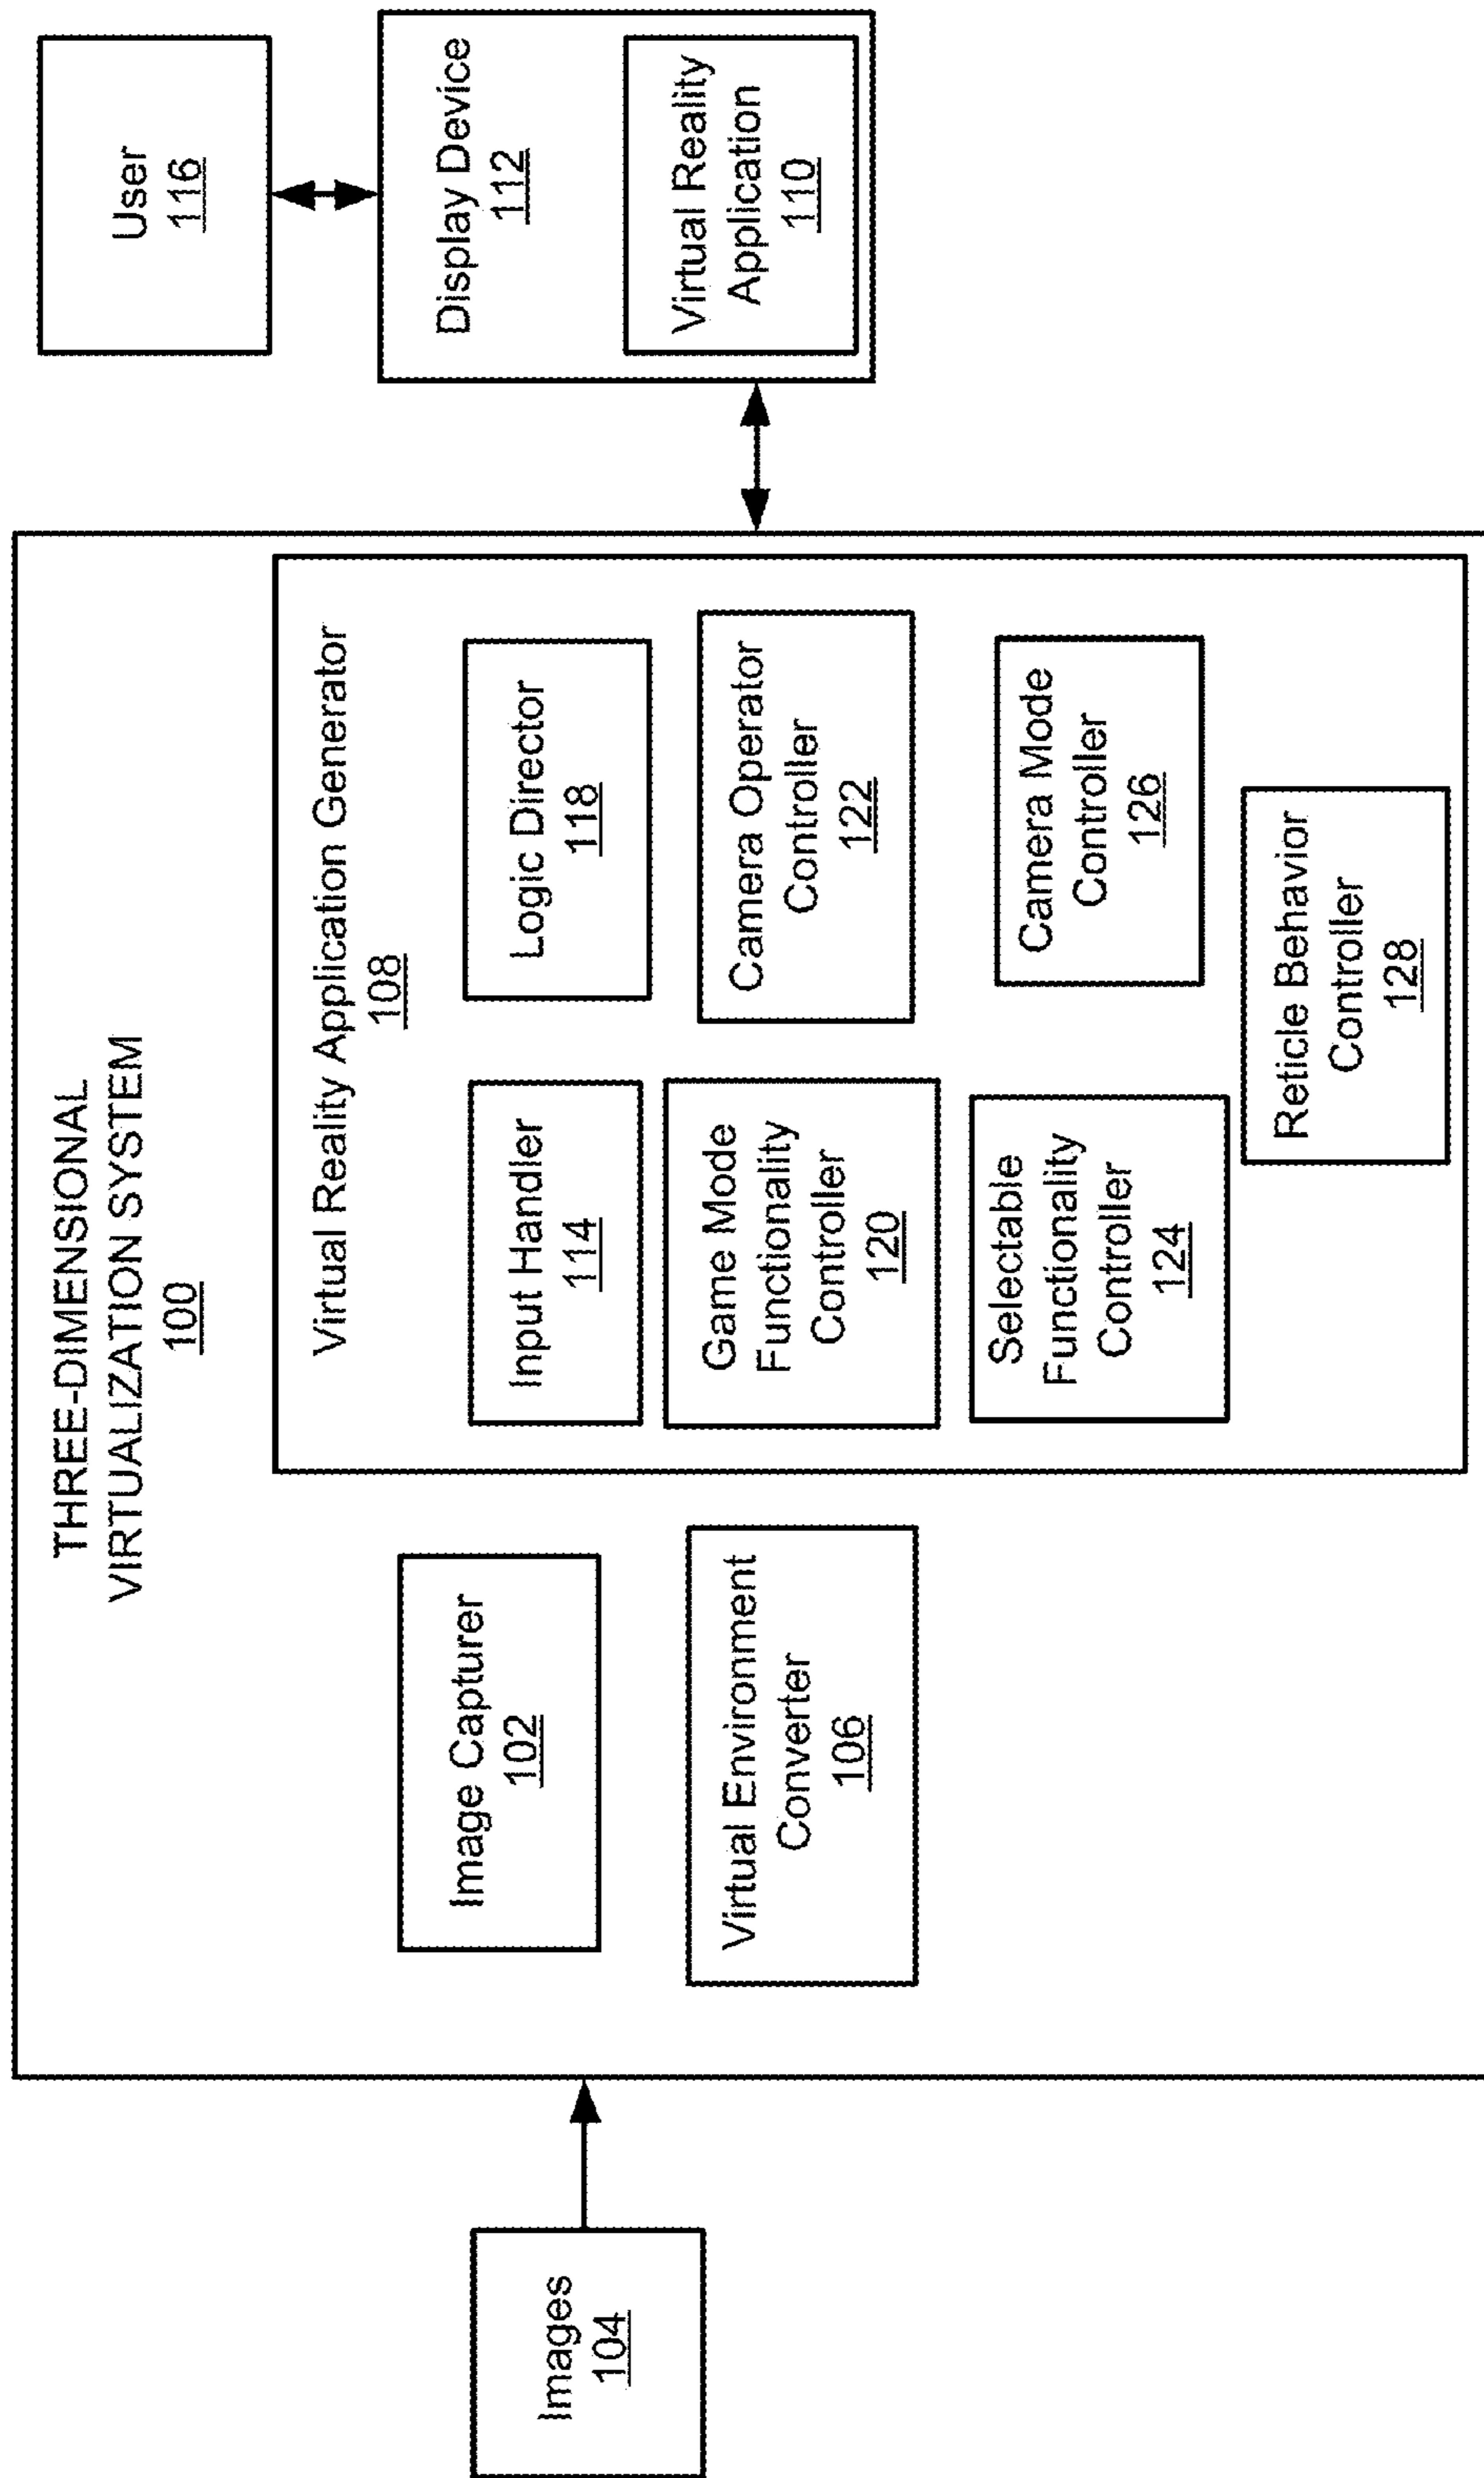 THREE-DIMENSIONAL
VIRTUALIZATION SYSTEM
100
Images
104
Image Capturer
102
Virtual Environment
Converter
106
Virtual Reality Application Generator
108
Input Handler
114
Logic Director
118
Game Mode
Functionality
Controller
120
Camera Operator
Controller
122
Selectable
Functionality
Controller
124
Camera Mode
Controller
126
Reticle Behavior
Controller
128
User
116
Display Device
112
Virtual Reality
Application
110